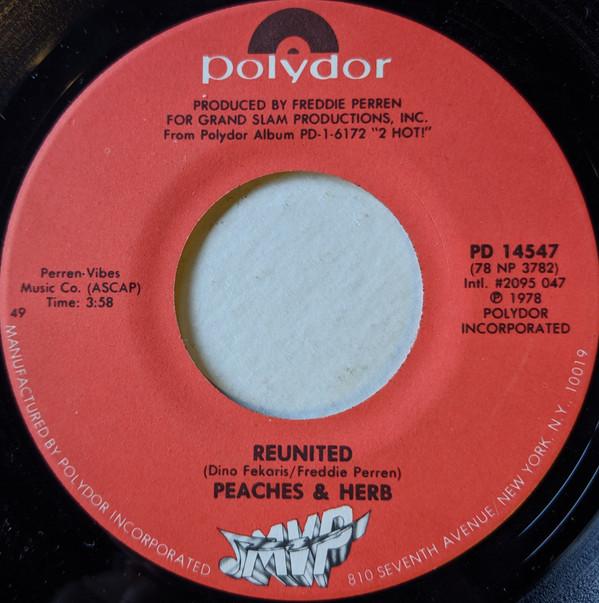 polydor
PRODUCED BY FREDDIE PERREN
FOR GRAND SLAM PRODUCTIONS, INC.
From Polydor Album PD-1-6172 "2 HOT!"
Perren-Vibes
Music Co. (ASCAP)
Time: 3:58
49
PD 14547
(78 NP 3782)
Intl. #2095 047
℗ 1978
POLYDOR
INCORPORATED
REUNITED
(Dino Fekaris/Freddie Perren)
PEACHES & HERB
MVP
MANUFACTURED BY POLYDOR INCORPORATED
810 SEVENTH AVENUE/NEW YORK, N.Y., 10019